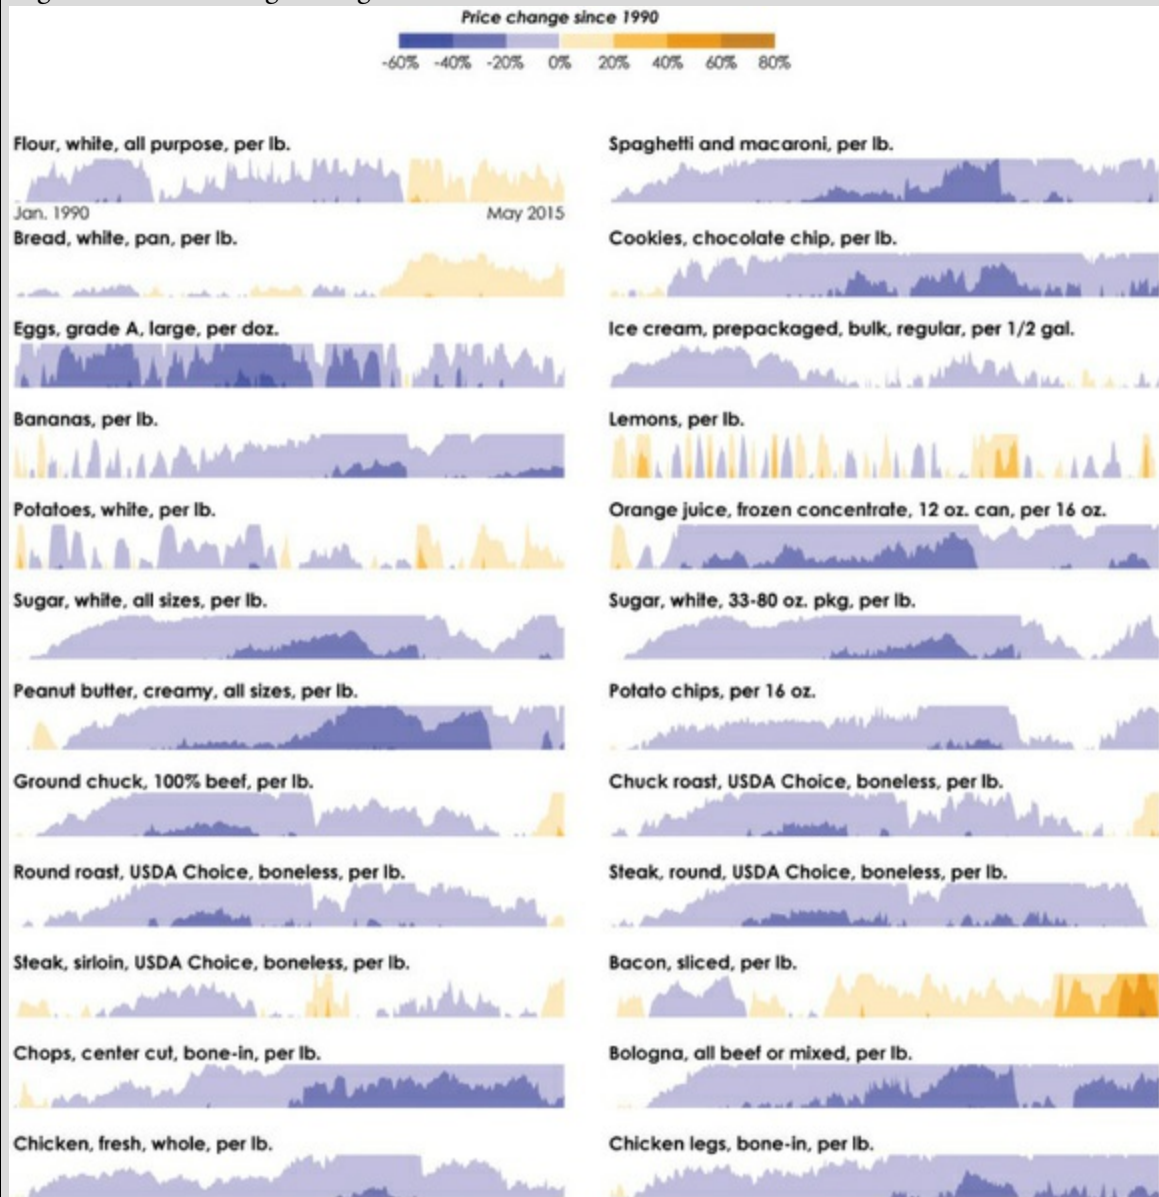 Price change since 1990
-60% -40% -20% 0% 20% 40% 60% 80%
Flour, white, all purpose, per lb.
Spaghetti and macaroni, per lb.
Jan. 1990 May 2015
Bread, white, pan, per lb.
Cookies, chocolate chip, per lb.
Eggs, grade A, large, per doz.
Ice cream, prepackaged, bulk, regular, per 1/2 gal.
Bananas, per lb.
Lemons, per lb.
Potatoes, white, per lb.
Orange juice, frozen concentrate, 12 oz. can, per 16 oz.
Sugar, white, all sizes, per lb.
Sugar, white, 33-80 oz. pkg, per lb.
Peanut butter, creamy, all sizes, per lb.
Potato chips, per 16 oz.
Ground chuck, 100% beef, per lb.
Chuck roast, USDA Choice, boneless, per lb.
Round roast, USDA Choice, boneless, per lb.
Steak, round, USDA Choice, boneless, per lb.
Steak, sirloin, USDA Choice, boneless, per lb.
Bacon, sliced, per lb.
Chops, center cut, bone-in, per lb.
Bologna, all beef or mixed, per lb.
Chicken, fresh, whole, per lb.
Chicken legs, bone-in, per lb.